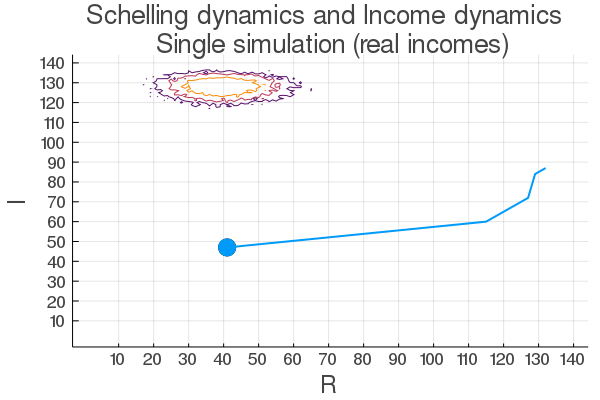 Schelling dynamics and Income dynamics
Single simulation (real incomes)
140
130
120
110
100
90
80
70
60
50
40
30
20
10
I
10 20 30 40 50 60 70 80 90 100 110 120 130 140
R